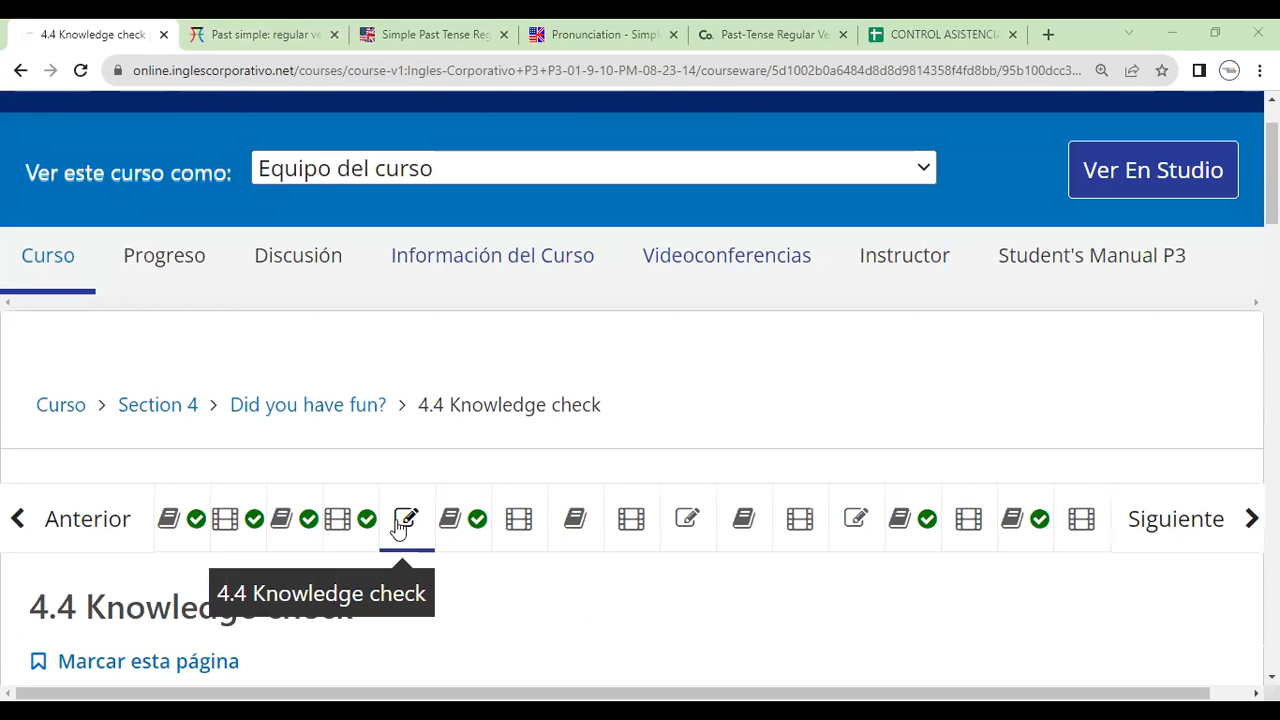 4.4 Knowledge check
Past simple: regular ve
Simple Past Tense Reg
Pronunciation - Simpl
Co. Past-Tense Regular Ve
CONTROL ASISTENCIA
online.inglescorporativo.net/courses/course-v1:Ingles-Corporativo+P3+P3-01-9-10-PM-08-23-14/courseware/5d1002b0a6484d8d8d9814358f4fd8bb/95b100dcc3...
Ver este curso como:
Equipo del curso
Ver En Studio
Curso
Progreso
Discusión
Información del Curso
Videoconferencias
Instructor
Student's Manual P3
Curso > Section 4 > Did you have fun? > 4.4 Knowledge check
Anterior
Siguiente
4.4 Knowledge check
4.4 Knowledge check
Marcar esta página